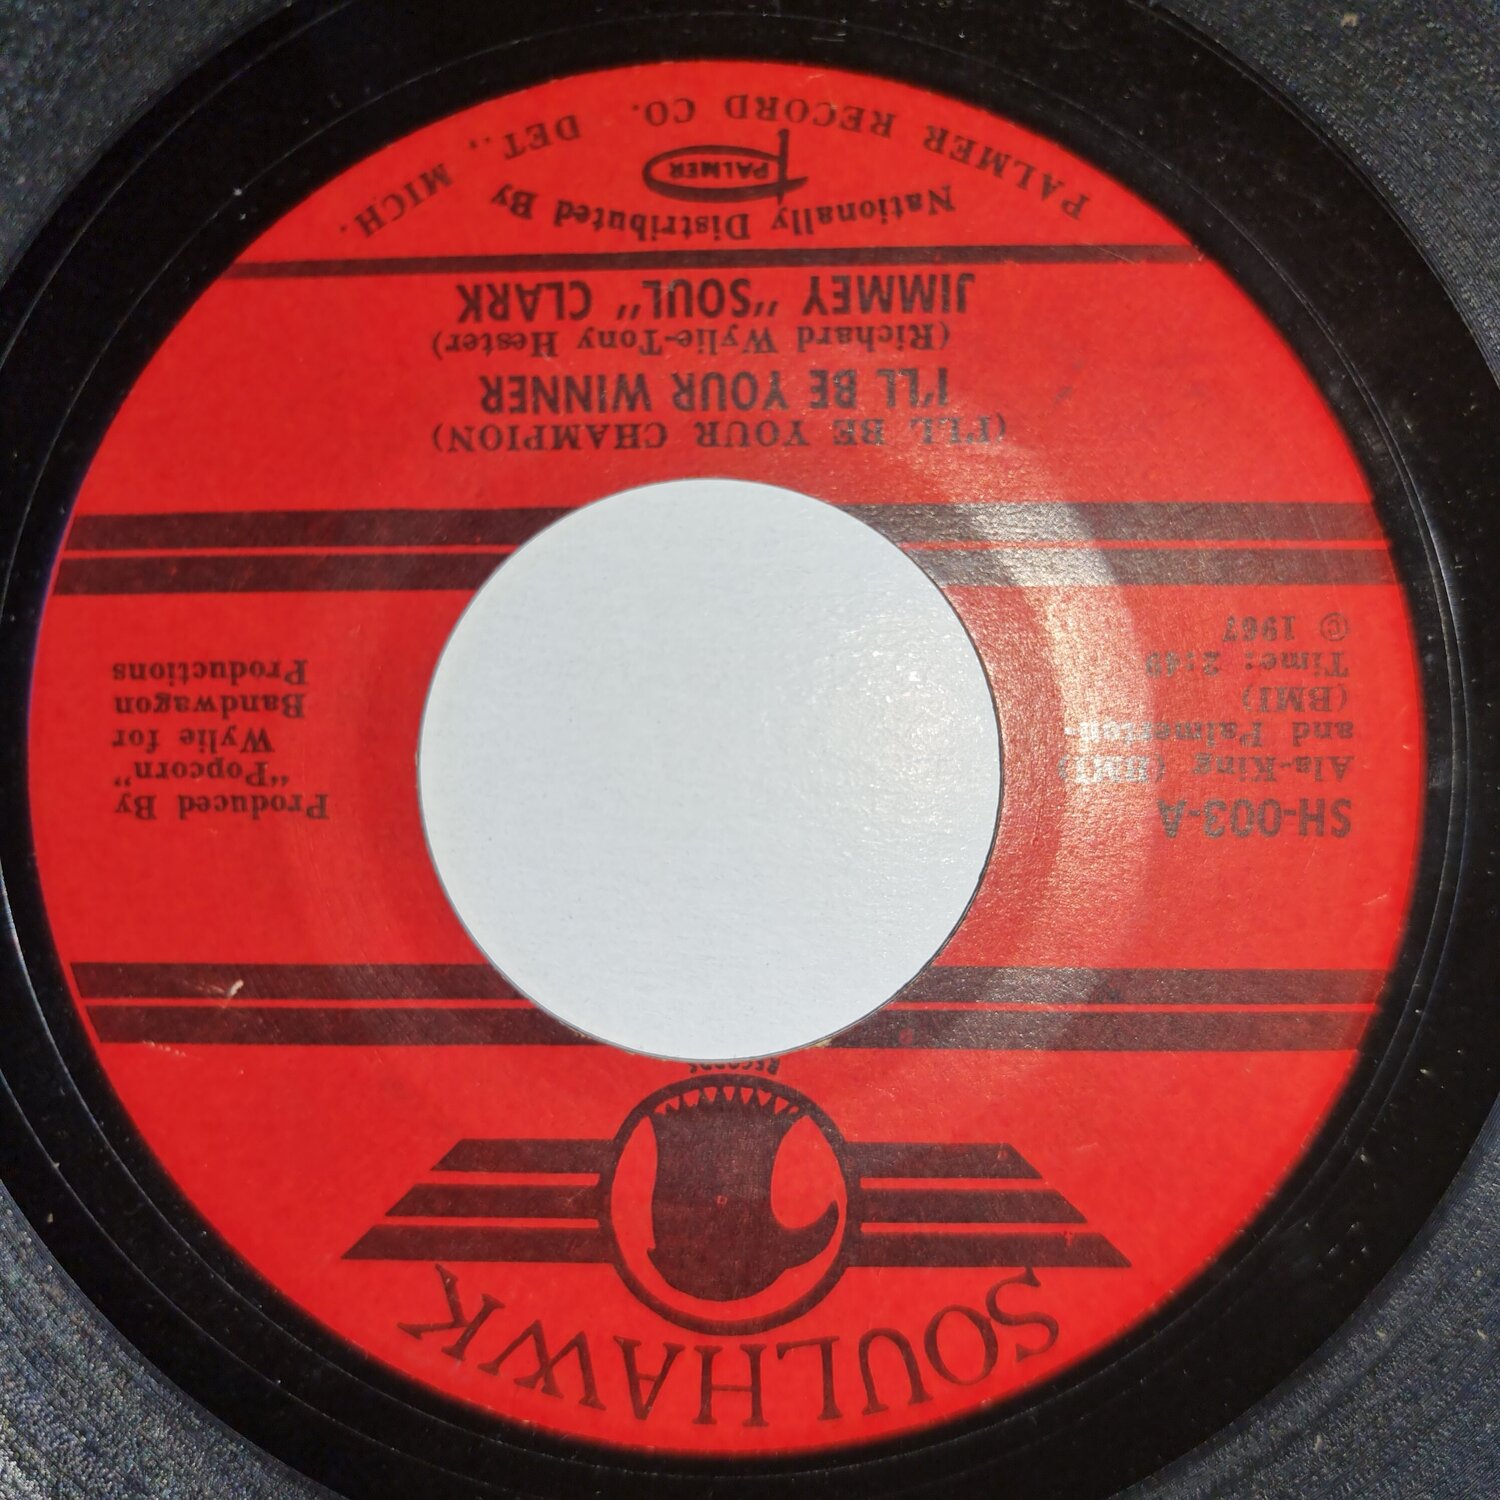 SOULHAWK
RECORDS
SH-003-A
Ala-King (BMI)
and Palmerton.
(BMI)
Time: 2:40
© 1967
Produced By
"Popcorn"
Wylie for
Bandwagon
Productions
(I'LL BE YOUR CHAMPION)
I'LL BE YOUR WINNER
(Richard Wylie-Tony Hester)
JIMMEY "SOUL" CLARK
Nationally Distributed By
PALMER
PALMER RECORD CO. DET., MICH.